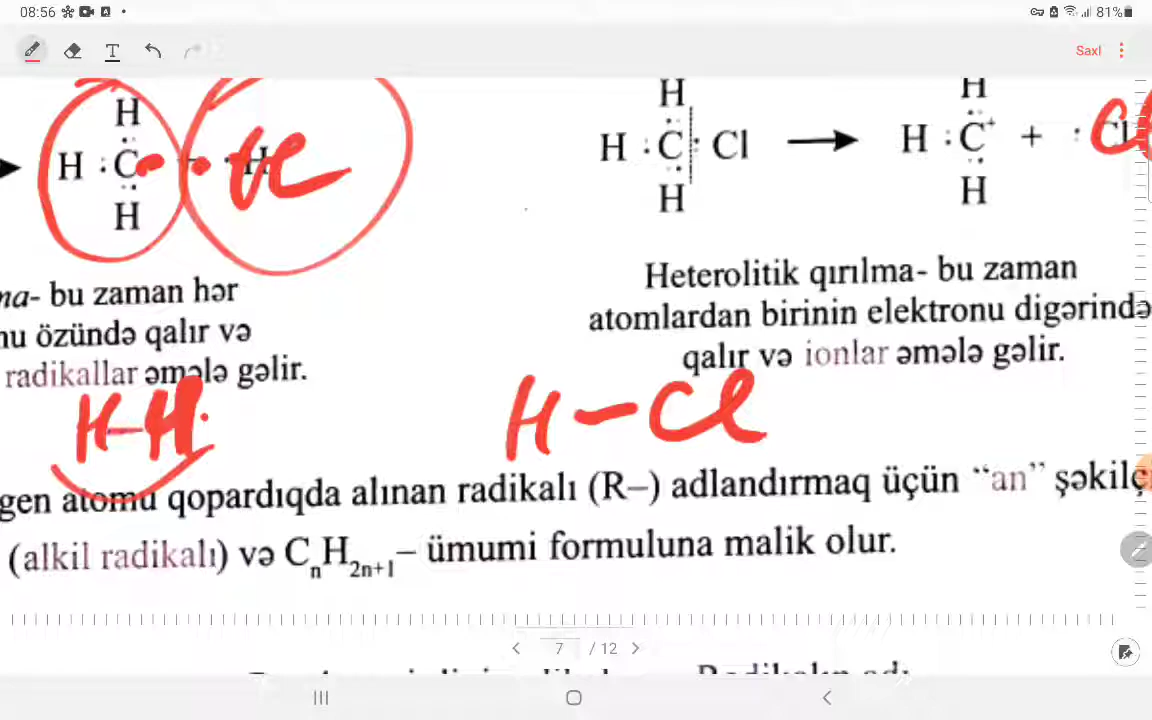 08:56
81%
T
Saxl
H
H : C
H
H
H
H : C : Cl → H : C⁺ + : Cl
H
H
na- bu zaman hər
nu özündə qalır və
radikallar əmələ gəlir.
Heterolitik qırılma- bu zaman
atomlardan birinin elektronu digərində
qalır və ionlar əmələ gəlir.
H-H
H-Cl
gen atomu qopardıqda alınan radikalı (R–) adlandırmaq üçün “an” şəkilç
(alkil radikalı) və CnH2n+1– ümumi formuluna malik olur.
7 / 12